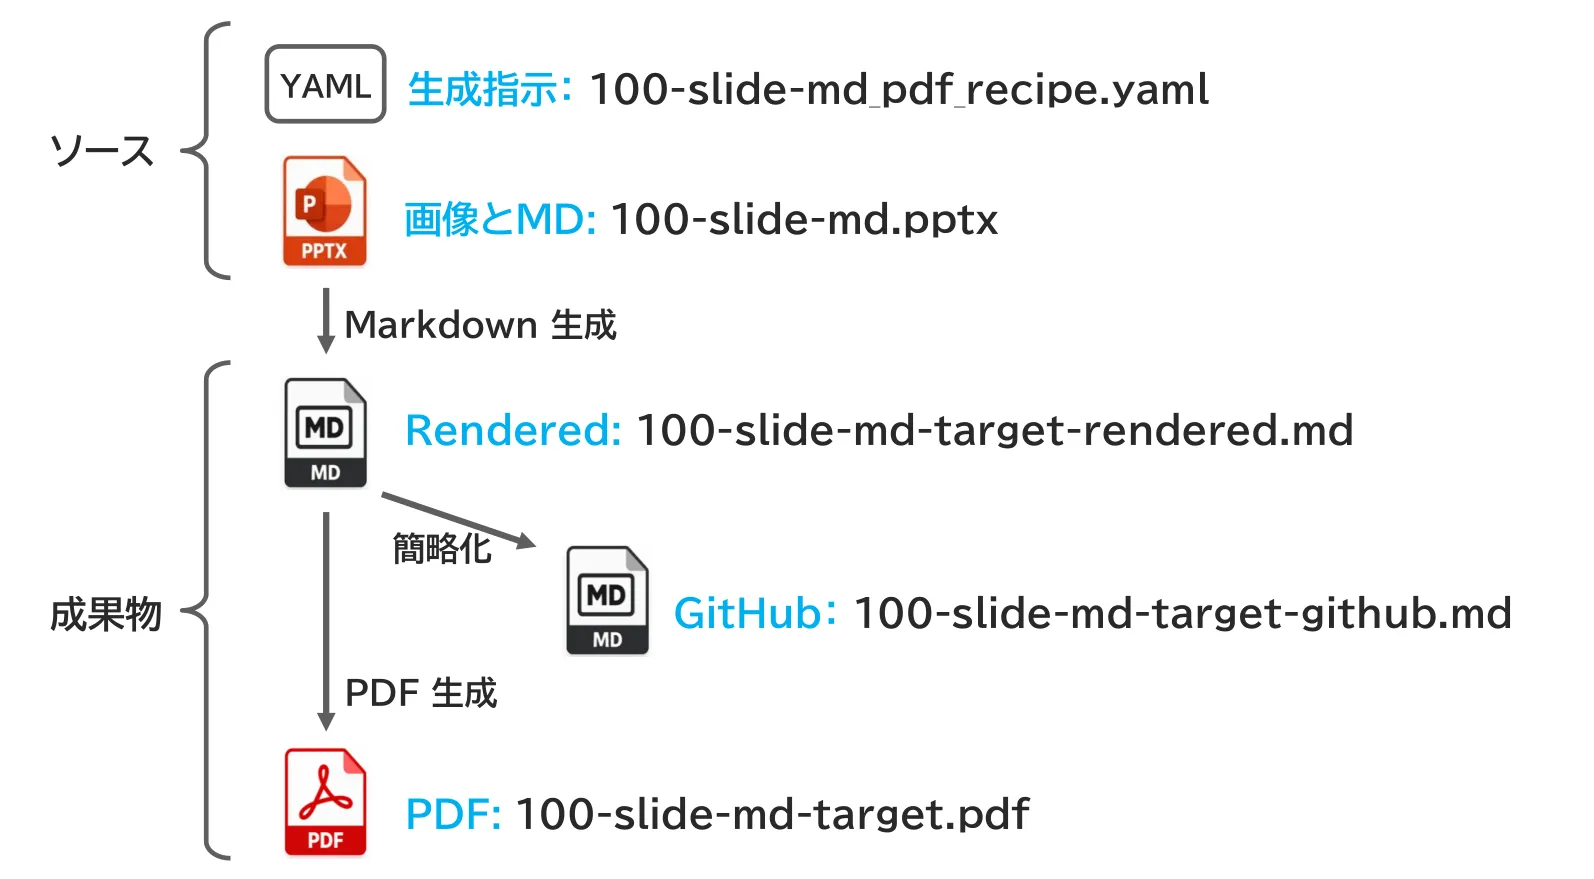 ソース
YAML
生成指示： 100-slide-md_pdf_recipe.yaml
P
PPTX
画像とMD: 100-slide-md.pptx
Markdown 生成
成果物
MD
MD
Rendered: 100-slide-md-target-rendered.md
簡略化
MD
MD
GitHub： 100-slide-md-target-github.md
PDF 生成
PDF
PDF: 100-slide-md-target.pdf